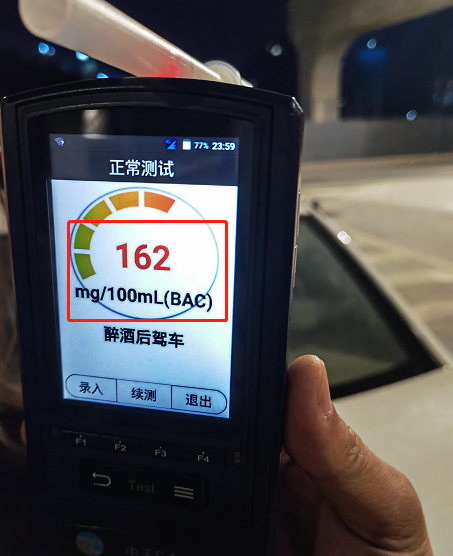 77% 23:59
正常测试
162
mg/100mL(BAC)
醉酒后驾车
录入 续测 退出
F1 F2 F3 F4
Test